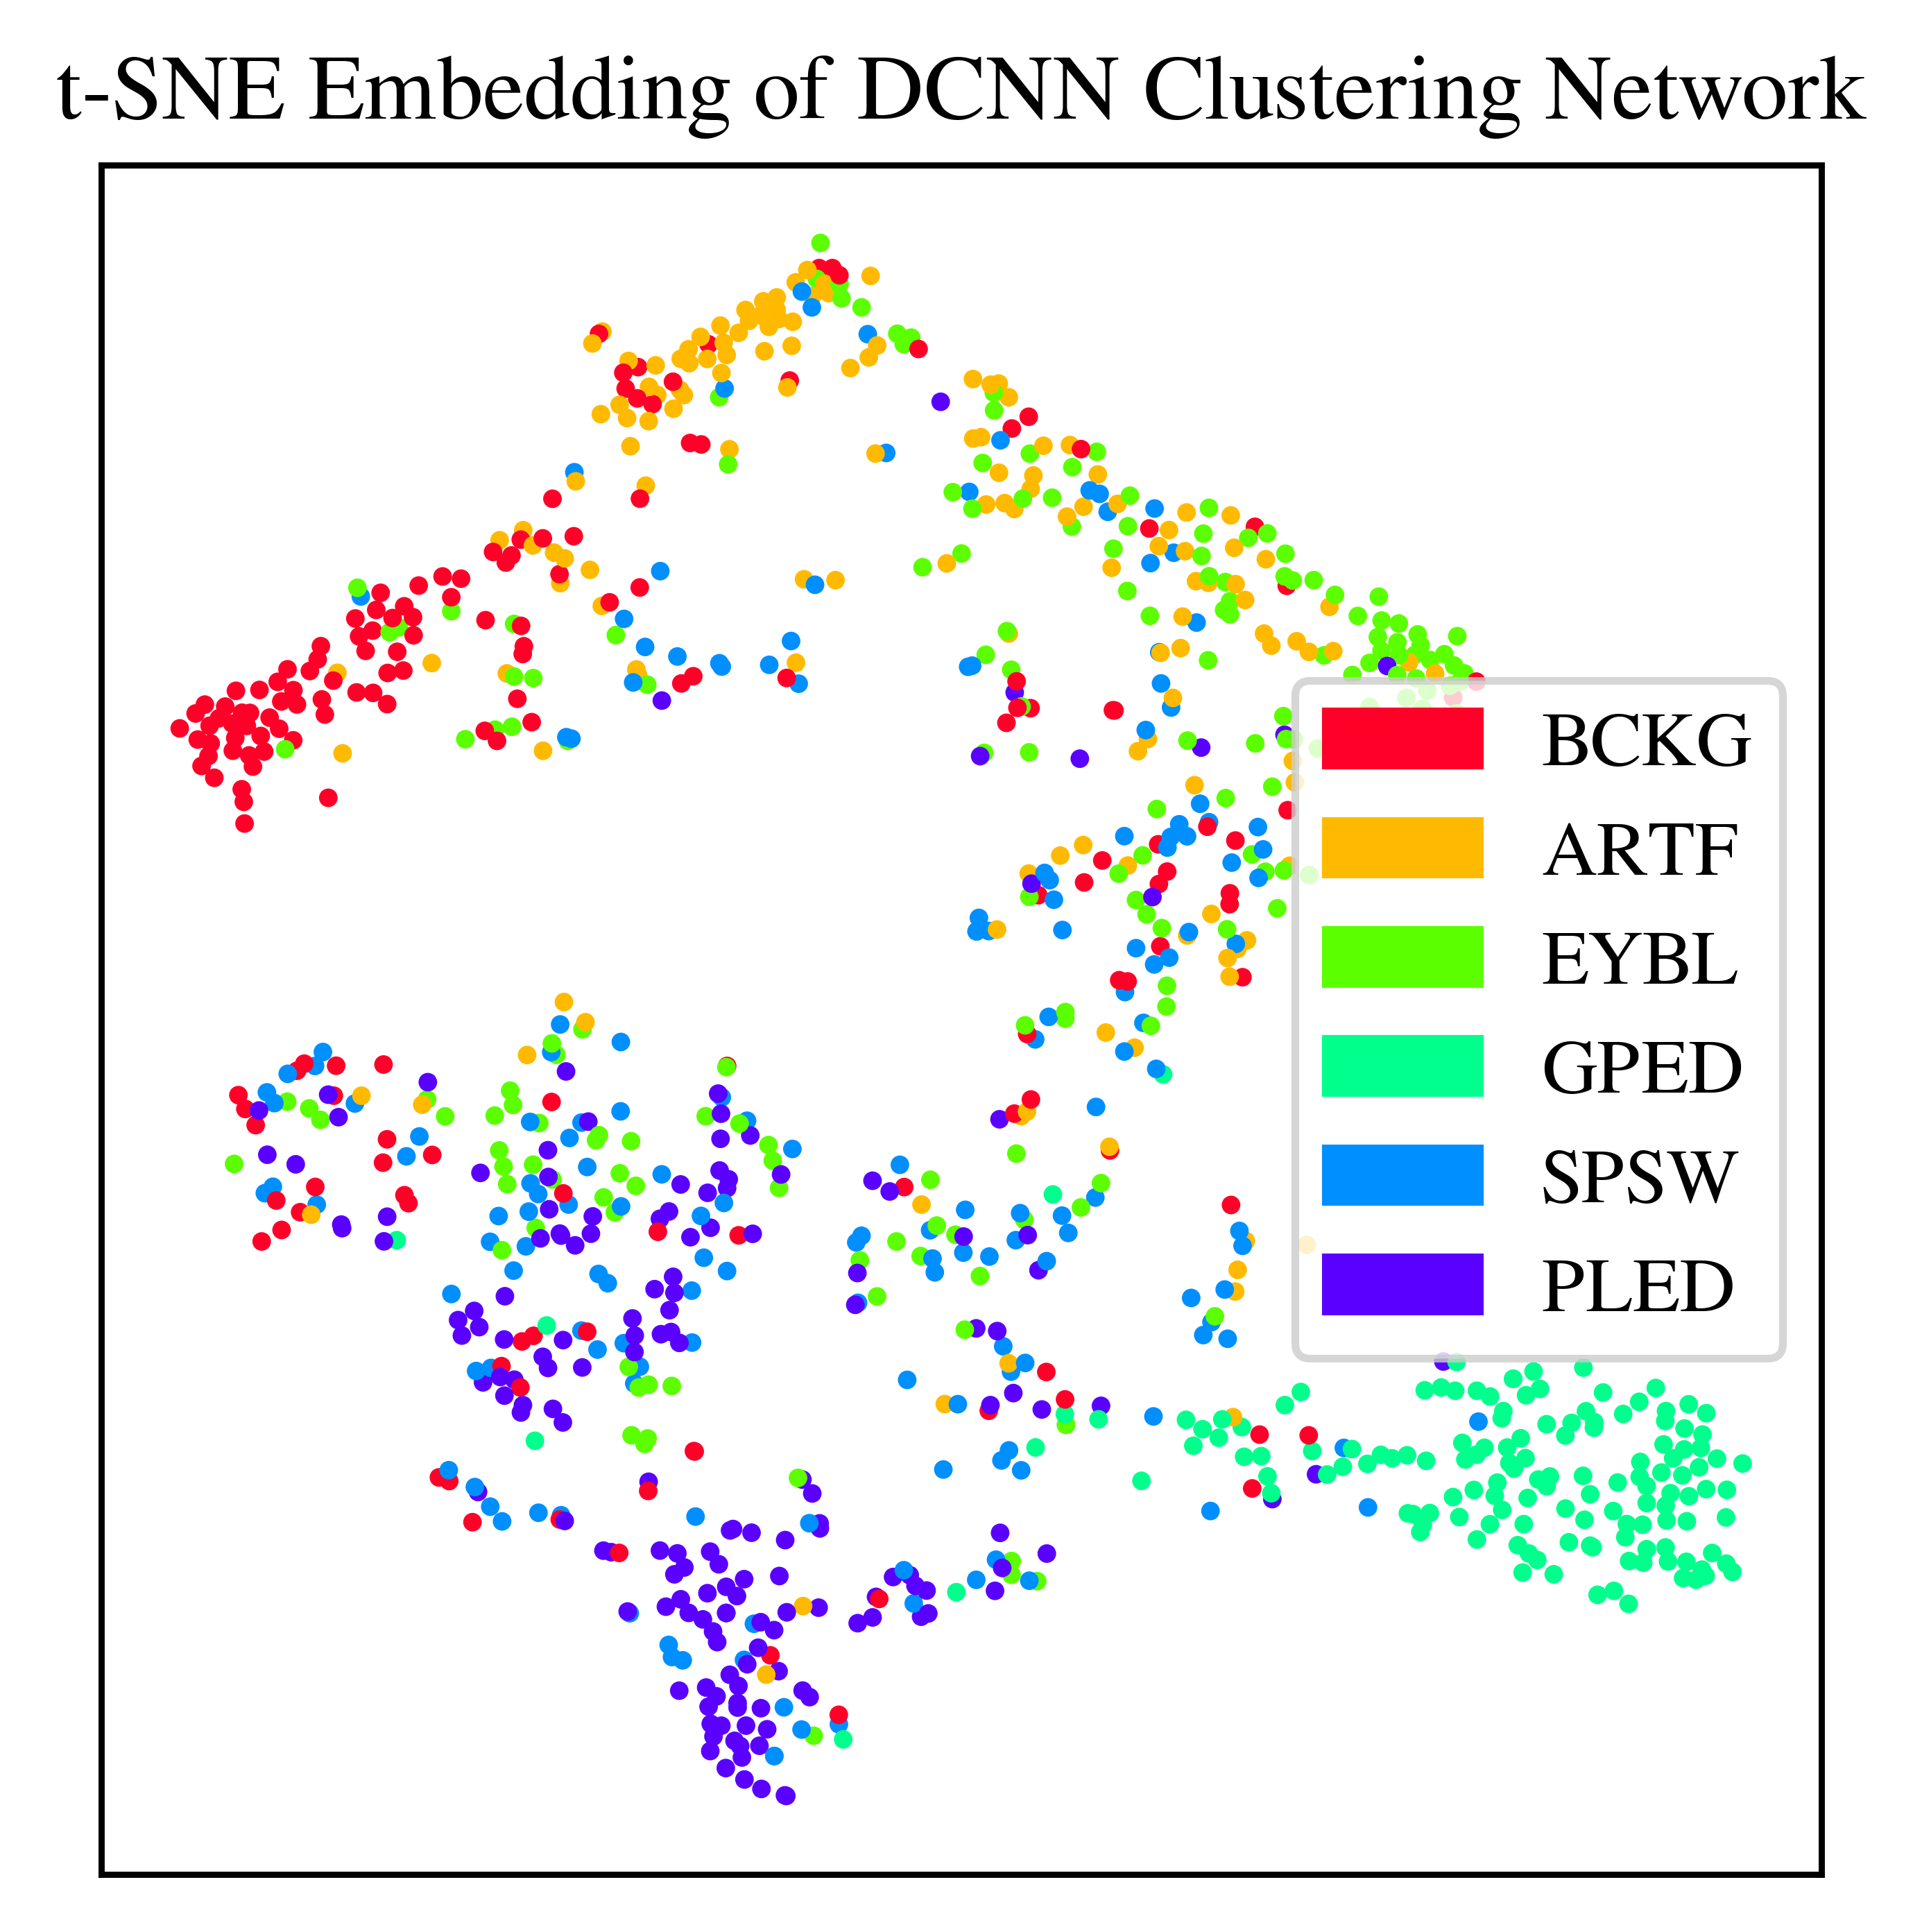 t-SNE Embedding of DCNN Clustering Network
BCKG
ARTF
EYBL
GPED
SPSW
PLED